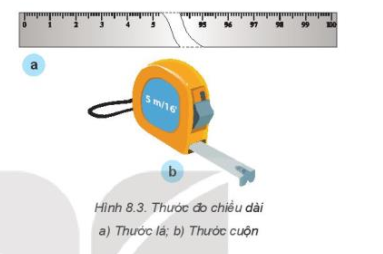 0 1 2 3 4 5 95 96 97 98 99 100
a
5 m/16'
b
Hình 8.3. Thước đo chiều dài
a) Thước lá; b) Thước cuộn